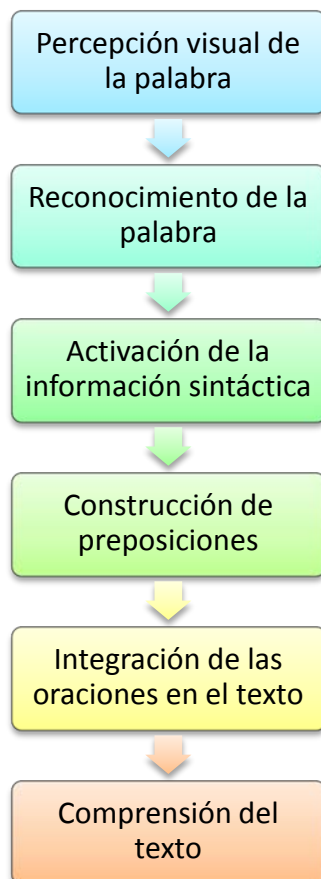 Percepción visual de
la palabra
Reconocimiento de la
palabra
Activación de la
información sintáctica
Construcción de
preposiciones
Integración de las
oraciones en el texto
Comprensión del
texto